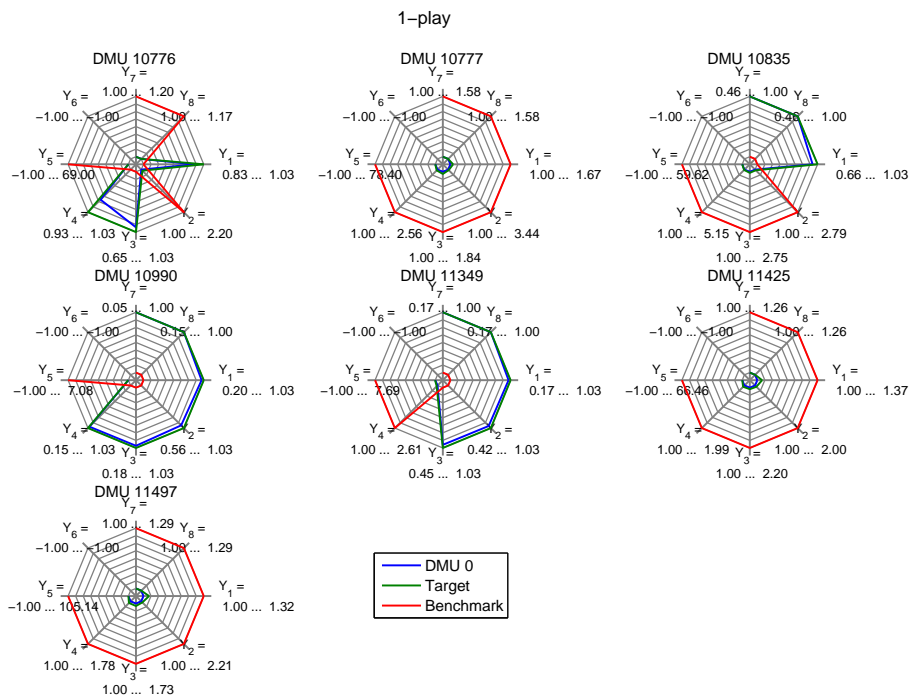 1−play
DMU 10776
Y7 =
1.00 ... 1.20
Y6 =
−1.00 ... −1.00
Y8 =
1.00 ... 1.17
Y5 =
−1.00 ... 69.00
Y1 =
0.83 ... 1.03
Y4 =
0.93 ... 1.03
Y2 =
1.00 ... 2.20
Y3 =
0.65 ... 1.03
DMU 10777
Y7 =
1.00 ... 1.58
Y6 =
−1.00 ... −1.00
Y8 =
1.00 ... 1.58
Y5 =
−1.00 ... 73.40
Y1 =
1.00 ... 1.67
Y4 =
1.00 ... 2.56
Y2 =
1.00 ... 3.44
Y3 =
1.00 ... 1.84
DMU 10835
Y7 =
0.46 ... 1.00
Y6 =
−1.00 ... −1.00
Y8 =
0.46 ... 1.00
Y5 =
−1.00 ... 59.62
Y1 =
0.66 ... 1.03
Y4 =
1.00 ... 5.15
Y2 =
1.00 ... 2.79
Y3 =
1.00 ... 2.75
DMU 10990
Y7 =
0.05 ... 1.00
Y6 =
−1.00 ... −1.00
Y8 =
0.15 ... 1.00
Y5 =
−1.00 ... 7.08
Y1 =
0.20 ... 1.03
Y4 =
0.15 ... 1.03
Y2 =
0.56 ... 1.03
Y3 =
0.18 ... 1.03
DMU 11349
Y7 =
0.17 ... 1.00
Y6 =
−1.00 ... −1.00
Y8 =
0.17 ... 1.00
Y5 =
−1.00 ... 7.69
Y1 =
0.17 ... 1.03
Y4 =
1.00 ... 2.61
Y2 =
0.42 ... 1.03
Y3 =
0.45 ... 1.03
DMU 11425
Y7 =
1.00 ... 1.26
Y6 =
−1.00 ... −1.00
Y8 =
1.00 ... 1.26
Y5 =
−1.00 ... 66.46
Y1 =
1.00 ... 1.37
Y4 =
1.00 ... 1.99
Y2 =
1.00 ... 2.00
Y3 =
1.00 ... 2.20
DMU 11497
Y7 =
1.00 ... 1.29
Y6 =
−1.00 ... −1.00
Y8 =
1.00 ... 1.29
Y5 =
−1.00 ... 105.14
Y1 =
1.00 ... 1.32
Y4 =
1.00 ... 1.78
Y2 =
1.00 ... 2.21
Y3 =
1.00 ... 1.73
DMU 0
Target
Benchmark